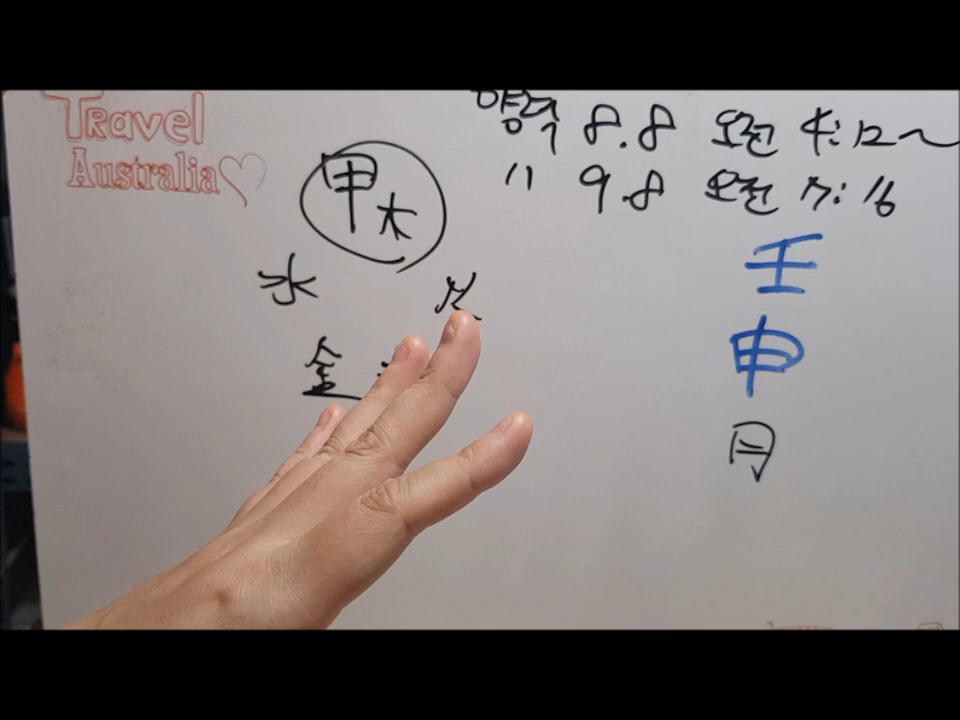 Travel
Australia
양력 8.8 오전 4:12~
〃 9.8 오전 7:16
甲木
水 火
金
壬
申
月